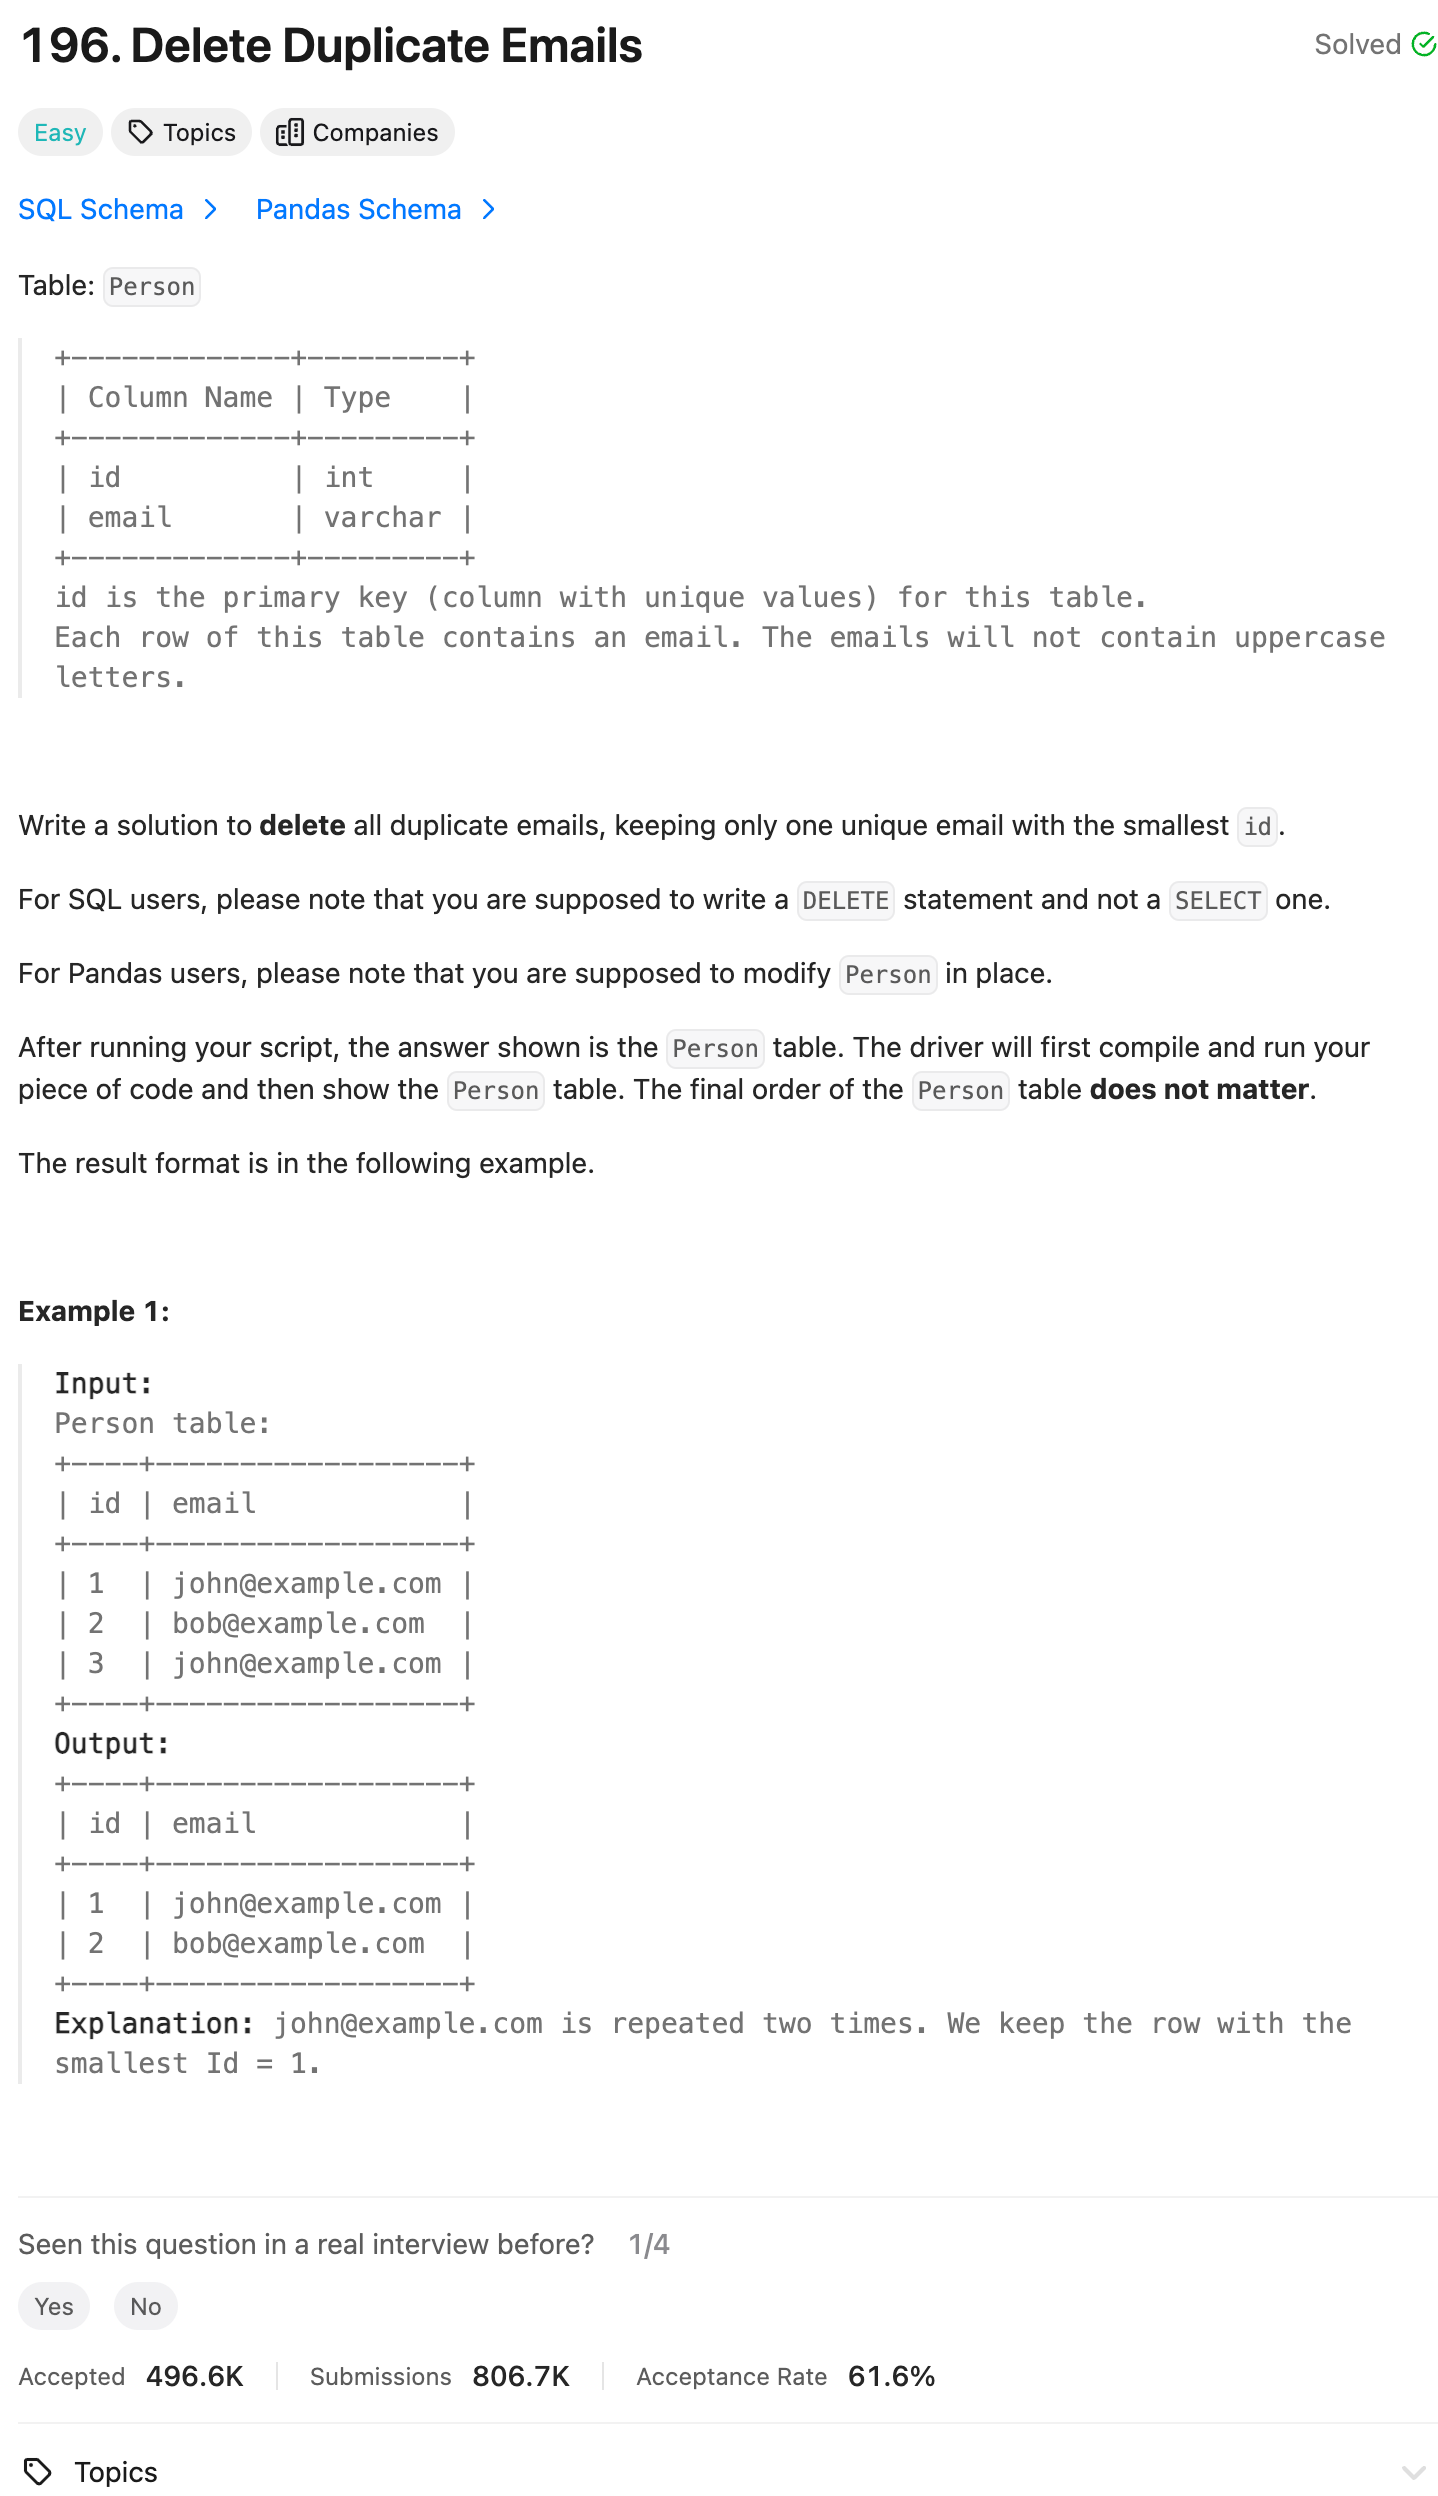 196. Delete Duplicate Emails
Solved
Easy
Topics
Companies
SQL Schema
Pandas Schema
Table: Person
+-------------+---------+
| Column Name | Type    |
+-------------+---------+
| id          | int     |
| email       | varchar |
+-------------+---------+
id is the primary key (column with unique values) for this table.
Each row of this table contains an email. The emails will not contain uppercase
letters.
Write a solution to delete all duplicate emails, keeping only one unique email with the smallest id.
For SQL users, please note that you are supposed to write a DELETE statement and not a SELECT one.
For Pandas users, please note that you are supposed to modify Person in place.
After running your script, the answer shown is the Person table. The driver will first compile and run your
piece of code and then show the Person table. The final order of the Person table does not matter.
The result format is in the following example.
Example 1:
Input:
Person table:
+----+------------------+
| id | email            |
+----+------------------+
| 1  | john@example.com |
| 2  | bob@example.com  |
| 3  | john@example.com |
+----+------------------+
Output:
+----+------------------+
| id | email            |
+----+------------------+
| 1  | john@example.com |
| 2  | bob@example.com  |
+----+------------------+
Explanation: john@example.com is repeated two times. We keep the row with the
smallest Id = 1.
Seen this question in a real interview before? 1/4
Yes
No
Accepted 496.6K
Submissions 806.7K
Acceptance Rate 61.6%
Topics